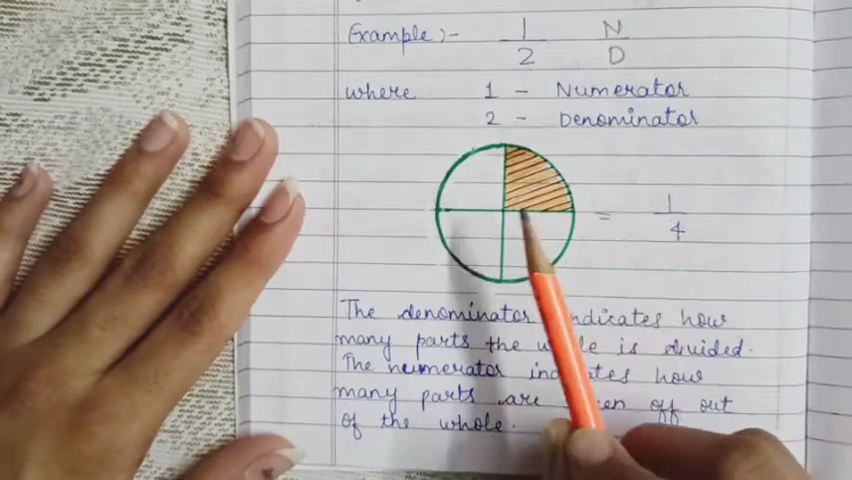 Example :- 1/2 N/D
where 1 - Numerator
2 - Denominator
= 1/4
The denominator indicates how
many parts the whole is divided.
The numerator indicates how
many parts are off out
of the whole.